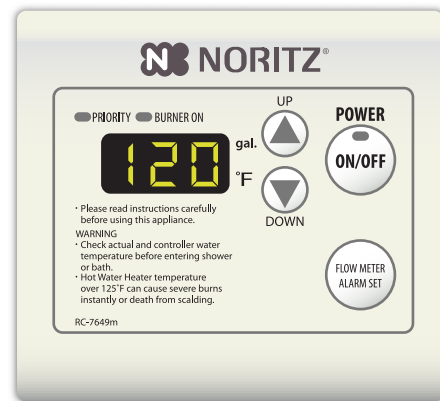 NORITZ®
UP
POWER
PRIORITY BURNER ON
gal.
ON/OFF
120
°F
DOWN
· Please read instructions carefully
before using this appliance.
WARNING
· Check actual and controller water
temperature before entering shower
or bath.
· Hot Water Heater temperature
over 125°F can cause severe burns
instantly or death from scalding.
FLOW METER
ALARM SET
RC-7649m